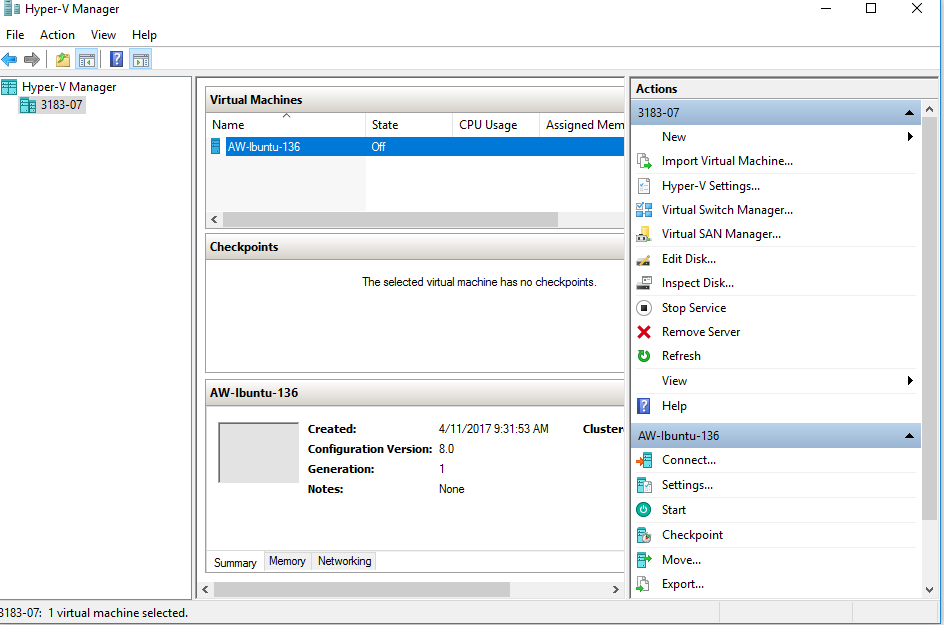 Hyper-V Manager
File Action View Help
Hyper-V Manager
3183-07
Virtual Machines
Name State CPU Usage Assigned Mem
AW-Ibuntu-136 Off
Checkpoints
The selected virtual machine has no checkpoints.
AW-Ibuntu-136
Created: 4/11/2017 9:31:53 AM Cluster
Configuration Version: 8.0
Generation: 1
Notes: None
Summary Memory Networking
Actions
3183-07
New
Import Virtual Machine...
Hyper-V Settings...
Virtual Switch Manager...
Virtual SAN Manager...
Edit Disk...
Inspect Disk...
Stop Service
Remove Server
Refresh
View
Help
AW-Ibuntu-136
Connect...
Settings...
Start
Checkpoint
Move...
Export...
3183-07: 1 virtual machine selected.